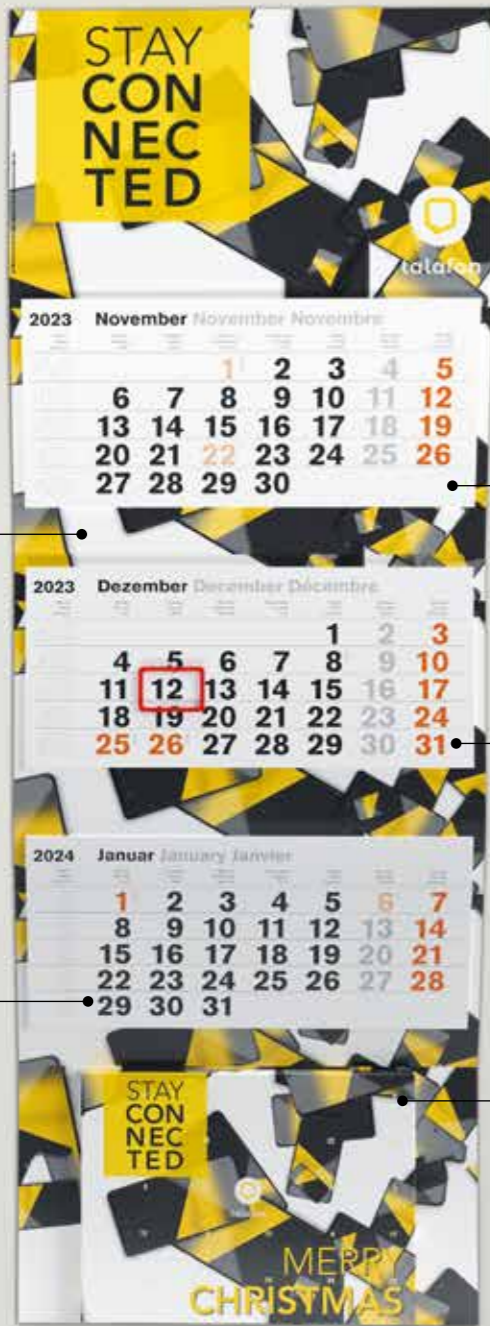 STAY
CON
NEC
TED
talafon
2023 November November Novembre
1 2 3 4 5
6 7 8 9 10 11 12
13 14 15 16 17 18 19
20 21 22 23 24 25 26
27 28 29 30
2023 Dezember December Décembre
1 2 3
4 5 6 7 8 9 10
11 12 13 14 15 16 17
18 19 20 21 22 23 24
25 26 27 28 29 30 31
2024 Januar January Janvier
1 2 3 4 5 6 7
8 9 10 11 12 13 14
15 16 17 18 19 20 21
22 23 24 25 26 27 28
29 30 31
STAY
CON
NEC
TED
MERRY
CHRISTMAS